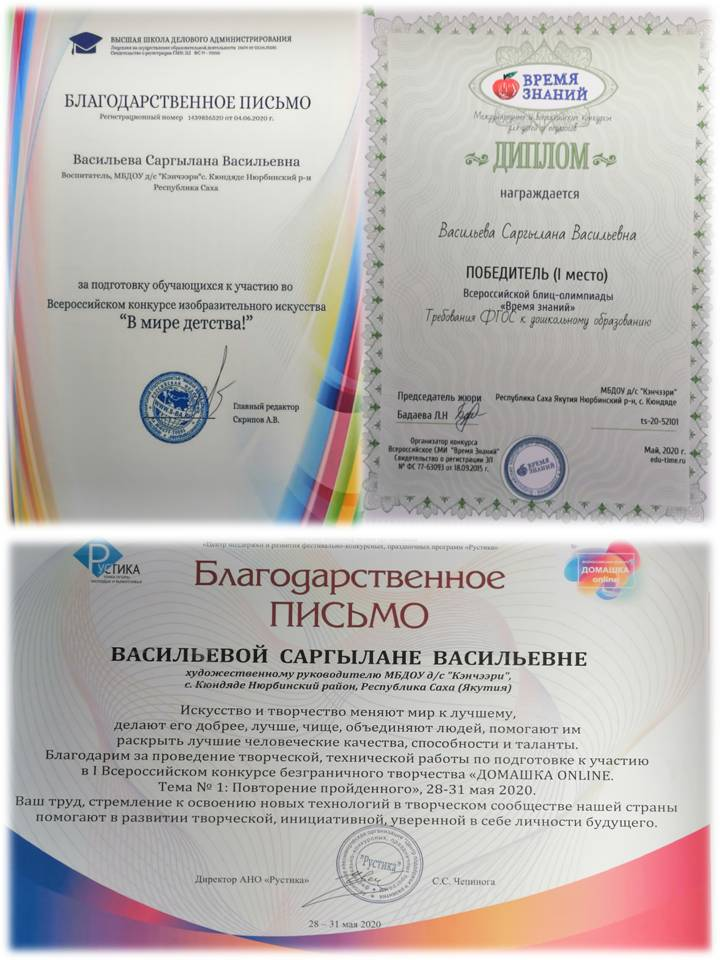 ВЫСШАЯ ШКОЛА ДЕЛОВОГО АДМИНИСТРИРОВАНИЯ
БЛАГОДАРСТВЕННОЕ ПИСЬМО
Регистрационный номер 1439856520 от 04.06.2020 г.
Васильева Саргылана Васильевна
Воспитатель, МБДОУ д/с "Кэнчээри"с. Кюндяде Нюрбинский р-н
Республика Саха
за подготовку обучающихся к участию во
Всероссийском конкурсе изобразительного искусства
"В мире детства!"
Главный редактор
Скрипов А.В.
ВРЕМЯ
ЗНАНИЙ
Международные и всероссийские конкурсы
ДИПЛОМ
награждается
Васильева Саргылана Васильевна
ПОБЕДИТЕЛЬ (I место)
Всероссийской блиц-олимпиады
«Время знаний»
Требования ФГОС к дошкольному образованию
МБДОУ д/с "Кэнчээри"
Республика Саха Якутия Нюрбинский р-н, с. Кюндяде
Председатель жюри
Бадаева Л.Н
ts-20-52101
Организатор конкурса
Всероссийское СМИ "Время Знаний"
Свидетельство о регистрации ЭЛ
№ ФС 77-63093 от 18.09.2015 г.
ВРЕМЯ
ЗНАНИЙ
Май, 2020 г.
edu-time.ru
«Центр поддержки и развития фестивально-конкурсных, праздничных программ «Рустика»
РУСТИКА
ДОМАШКА
online
Благодарственное
ПИСЬМО
ВАСИЛЬЕВОЙ САРГЫЛАНЕ ВАСИЛЬЕВНЕ
художественному руководителю МБДОУ д/с "Кэнчээри",
с. Кюндяде Нюрбинский район, Республика Саха (Якутия)
Искусство и творчество меняют мир к лучшему,
делают его добрее, лучше, чище, объединяют людей, помогают им
раскрыть лучшие человеческие качества, способности и таланты.
Благодарим за проведение творческой, технической работы по подготовке к участию
в I Всероссийском конкурсе безграничного творчества «ДОМАШКА ONLINE.
Тема № 1: Повторение пройденного», 28-31 мая 2020.
Ваш труд, стремление к освоению новых технологий в творческом сообществе нашей страны
помогают в развитии творческой, инициативной, уверенной в себе личности будущего.
Директор АНО «Рустика»
"Рустика"
С.С. Чепинога
28 – 31 мая 2020